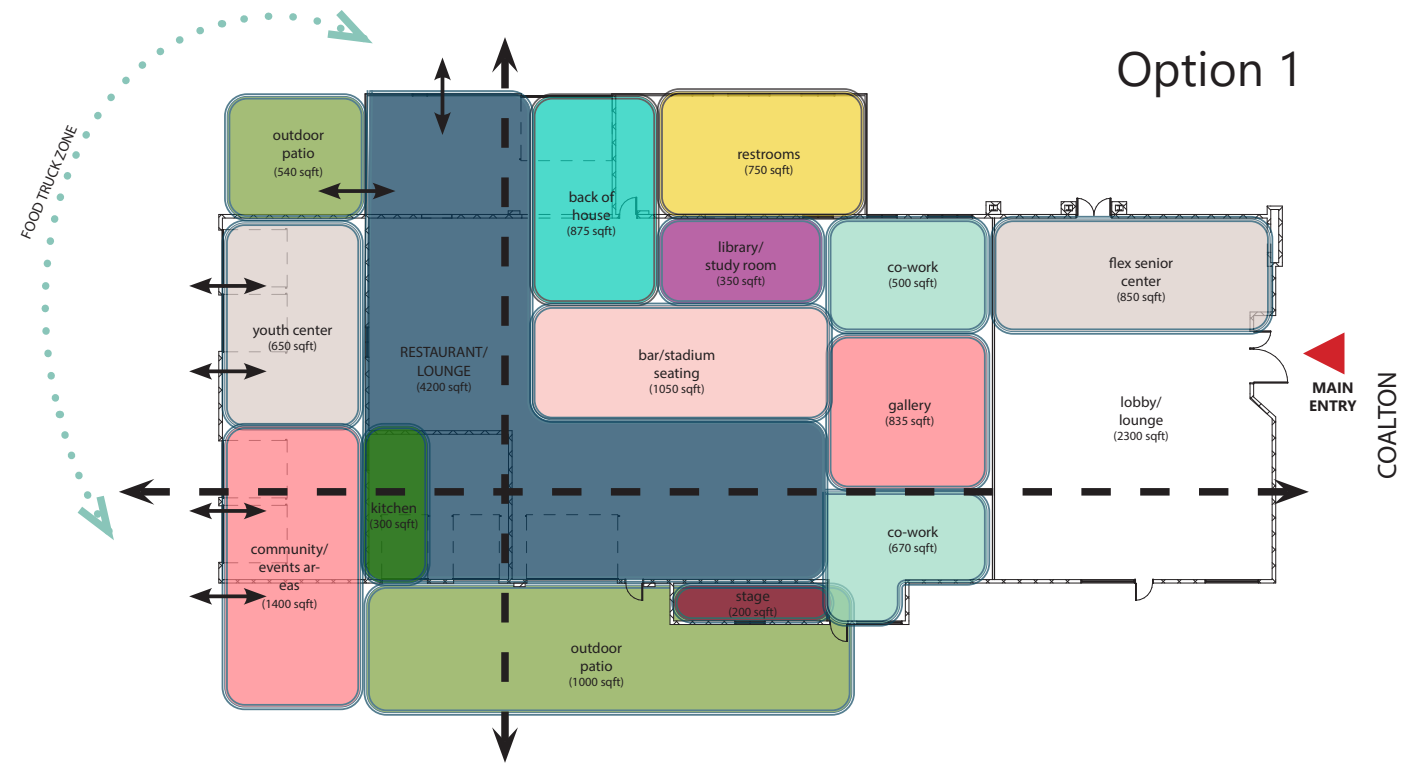 Option 1
FOOD TRUCK ZONE
outdoor
patio
(540 sqft)
restrooms
(750 sqft)
back of
house
(875 sqft)
library/
study room
(350 sqft)
co-work
(500 sqft)
flex senior
center
(850 sqft)
youth center
(650 sqft)
RESTAURANT/
LOUNGE
(4200 sqft)
bar/stadium
seating
(1050 sqft)
gallery
(835 sqft)
lobby/
lounge
(2300 sqft)
MAIN
ENTRY
COALTON
kitchen
(300 sqft)
community/
events ar-
eas
(1400 sqft)
co-work
(670 sqft)
stage
(200 sqft)
outdoor
patio
(1000 sqft)